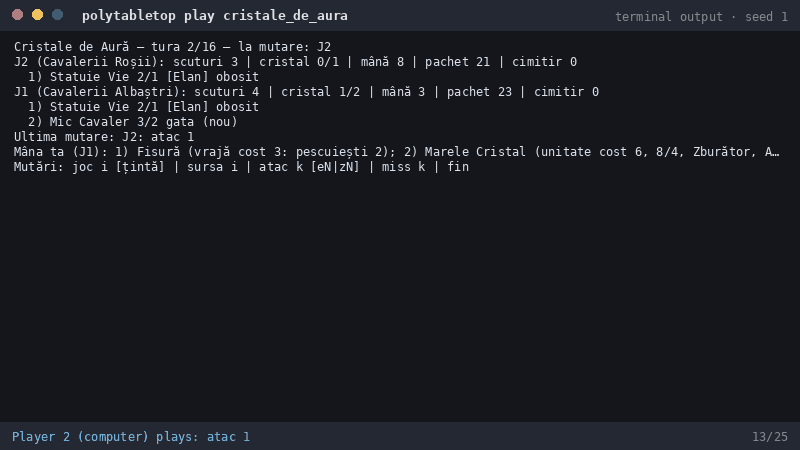 polytabletop play cristale_de_aura
terminal output · seed 1
Cristale de Aură — tura 2/16 — la mutare: J2
J2 (Cavalerii Roșii): scuturi 3 | cristal 0/1 | mână 8 | pachet 21 | cimitir 0
1) Statuie Vie 2/1 [Elan] obosit
J1 (Cavalerii Albaștri): scuturi 4 | cristal 1/2 | mână 3 | pachet 23 | cimitir 0
1) Statuie Vie 2/1 [Elan] obosit
2) Mic Cavaler 3/2 gata (nou)
Ultima mutare: J2: atac 1
Mâna ta (J1): 1) Fisură (vrajă cost 3: pescuiești 2); 2) Marele Cristal (unitate cost 6, 8/4, Zburător, A…
Mutări: joc i [țintă] | sursa i | atac k [eN|zN] | miss k | fin
Player 2 (computer) plays: atac 1
13/25